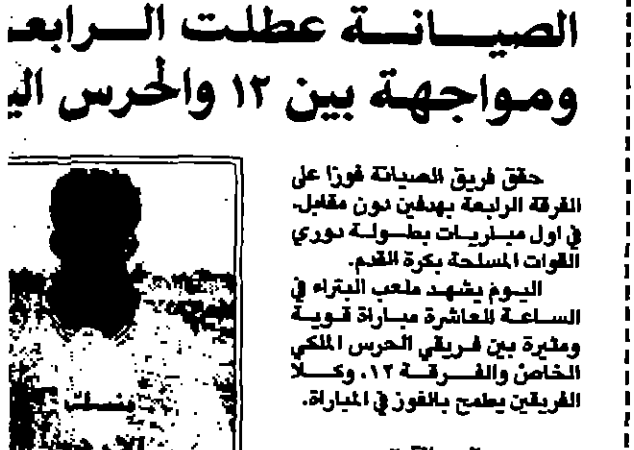 الصيانة عطلت الرابعة
ومواجهة بين ١٢ والحرس
حقق فريق الصيانة فوزا على
الفرقة الرابعة بهدفين دون مقابل.
في اول مباريات بطولة دوري
القوات المسلحة بكرة القدم.
اليوم يشهد ملعب البتراء في
الساعة العاشرة مباراة قوية
ومثيرة بين فريقي الحرس الملكي
الخاص والفرقة ١٢، وكلا
الفريقين يطمح بالفوز في المباراة.